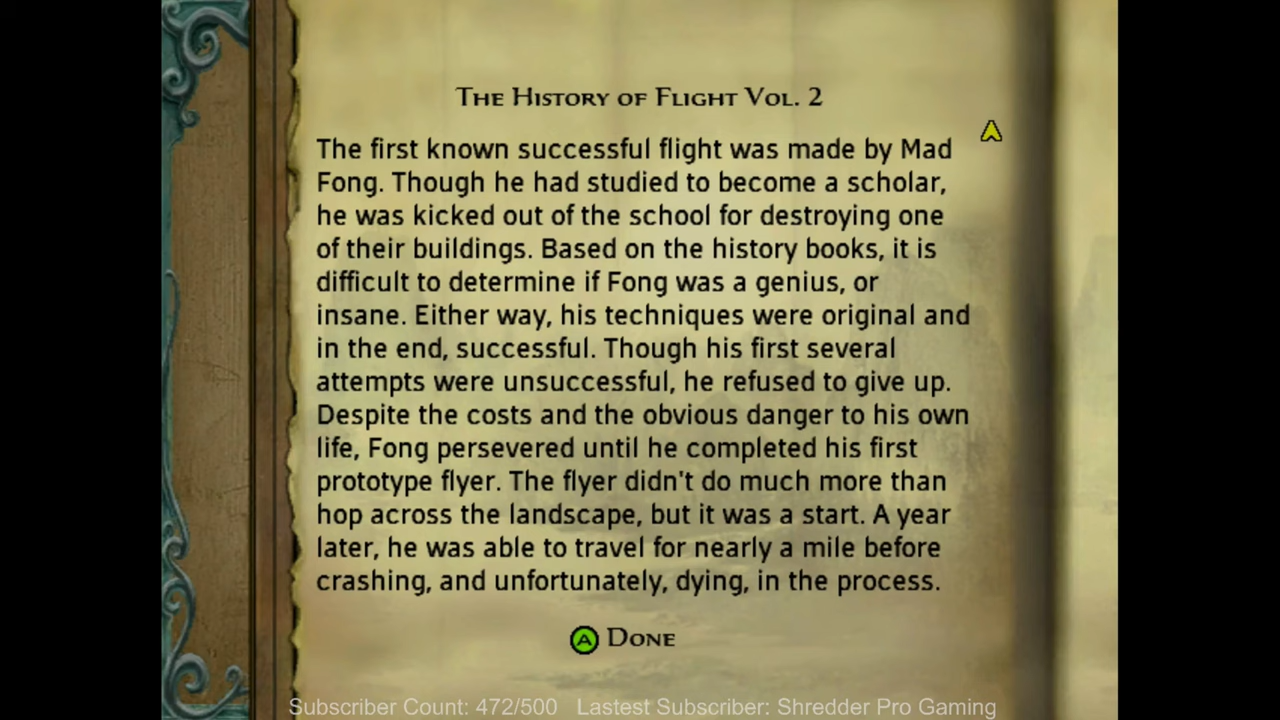 The History of Flight Vol. 2
The first known successful flight was made by Mad
Fong. Though he had studied to become a scholar,
he was kicked out of the school for destroying one
of their buildings. Based on the history books, it is
difficult to determine if Fong was a genius, or
insane. Either way, his techniques were original and
in the end, successful. Though his first several
attempts were unsuccessful, he refused to give up.
Despite the costs and the obvious danger to his own
life, Fong persevered until he completed his first
prototype flyer. The flyer didn't do much more than
hop across the landscape, but it was a start. A year
later, he was able to travel for nearly a mile before
crashing, and unfortunately, dying, in the process.
A Done
Subscriber Count: 472/500 Lastest Subscriber: Shredder Pro Gaming